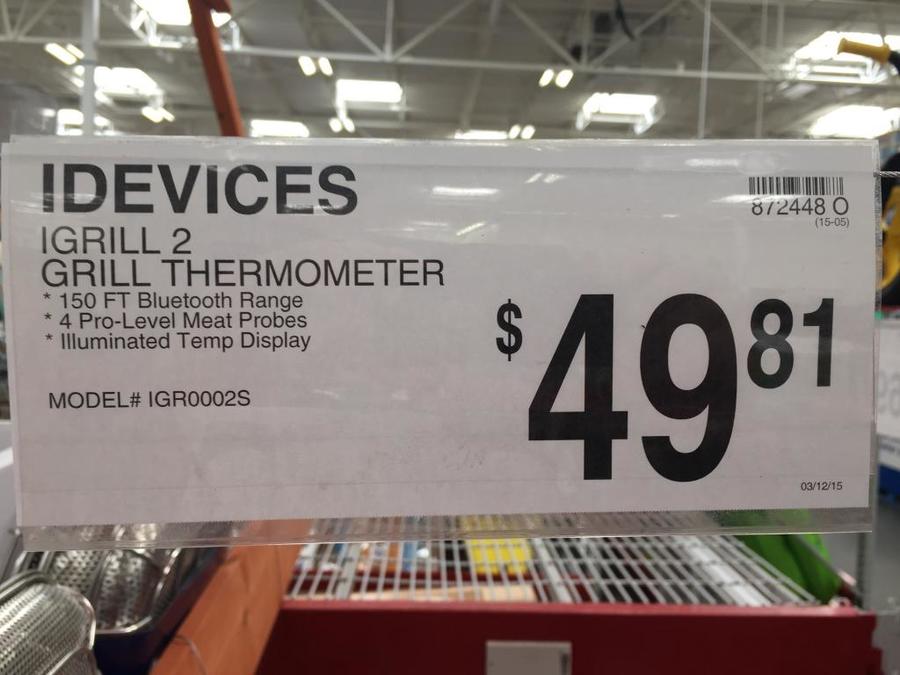 IDEVICES
IGRILL 2
GRILL THERMOMETER
* 150 FT Bluetooth Range
* 4 Pro-Level Meat Probes
* Illuminated Temp Display
MODEL# IGR0002S
872448 O
(15-05)
$49 81
03/12/15